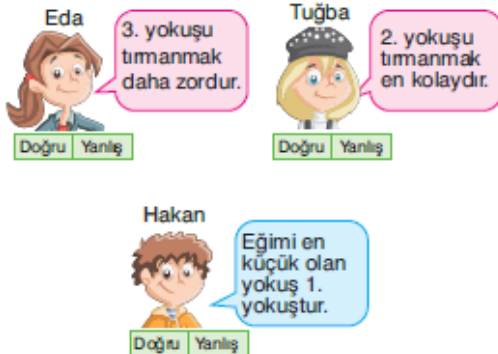 Eda
3. yokuşu
tırmanmak
daha zordur.
Doğru Yanlış
Tuğba
2. yokuşu
tırmanmak
en kolaydır.
Doğru Yanlış
Hakan
Eğimi en
küçük olan
yokuş 1.
yokuştur.
Doğru Yanlış